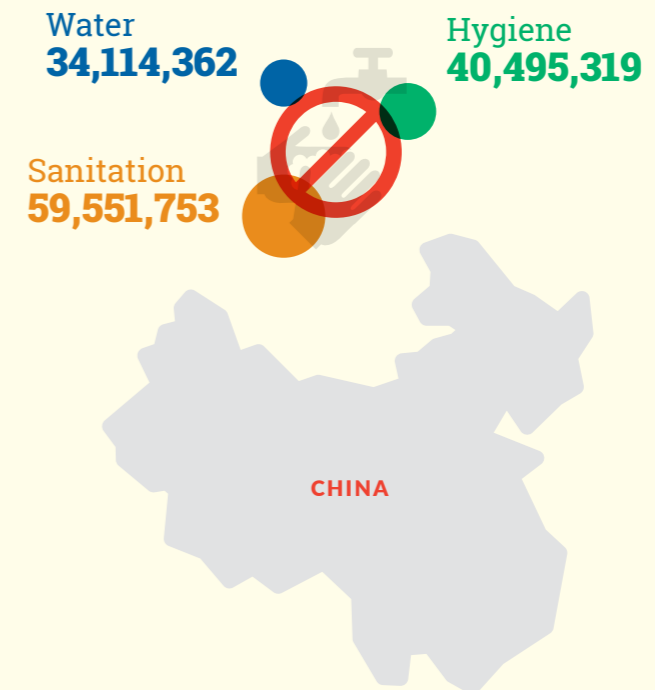 Water
34,114,362
Hygiene
40,495,319
Sanitation
59,551,753
CHINA